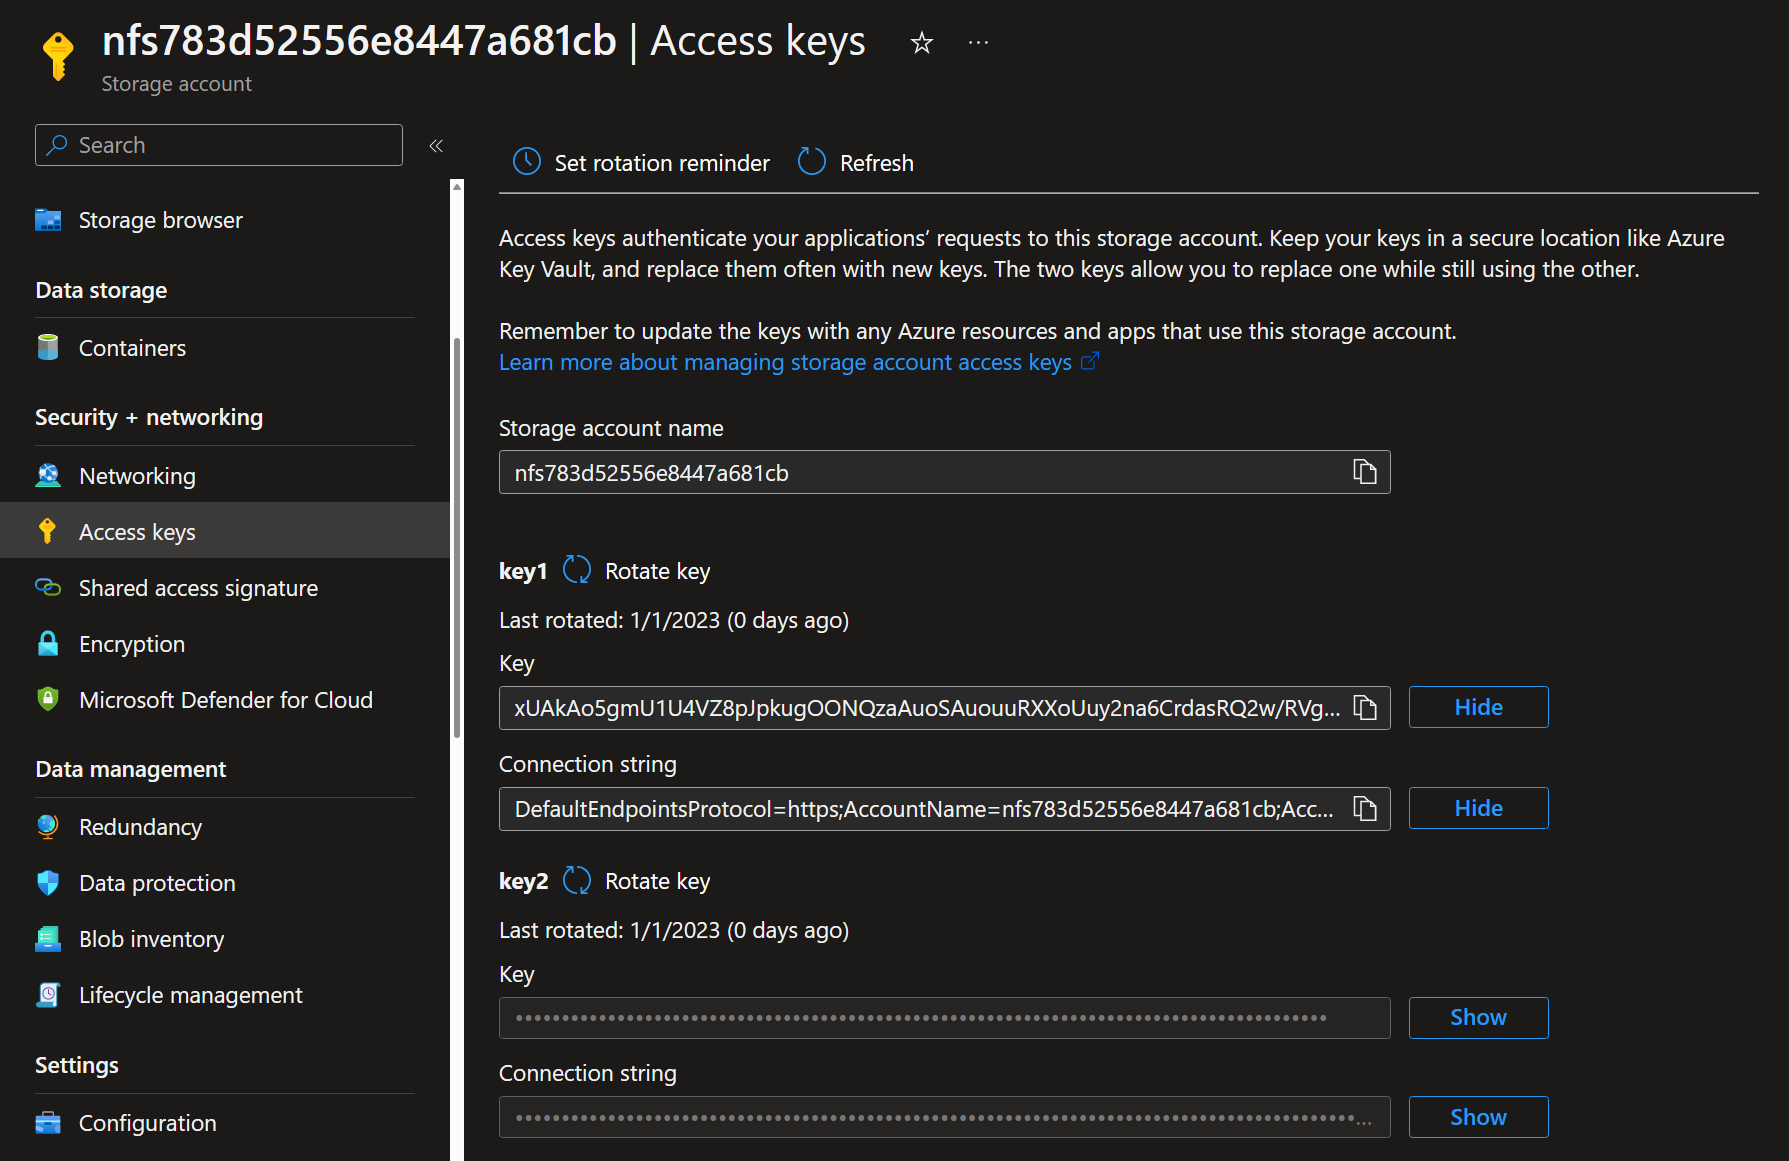 nfs783d52556e8447a681cb | Access keys
Storage account
Search
Storage browser
Data storage
Containers
Security + networking
Networking
Access keys
Shared access signature
Encryption
Microsoft Defender for Cloud
Data management
Redundancy
Data protection
Blob inventory
Lifecycle management
Settings
Configuration
Set rotation reminder Refresh
Access keys authenticate your applications’ requests to this storage account. Keep your keys in a secure location like Azure
Key Vault, and replace them often with new keys. The two keys allow you to replace one while still using the other.
Remember to update the keys with any Azure resources and apps that use this storage account.
Learn more about managing storage account access keys
Storage account name
nfs783d52556e8447a681cb
key1 Rotate key
Last rotated: 1/1/2023 (0 days ago)
Key
xUAkAo5gmU1U4VZ8pJpkugOONQzaAuoSAuouuRXXoUuy2na6CrdasRQ2w/RVg... Hide
Connection string
DefaultEndpointsProtocol=https;AccountName=nfs783d52556e8447a681cb;Acc... Hide
key2 Rotate key
Last rotated: 1/1/2023 (0 days ago)
Key
Show
Connection string
Show